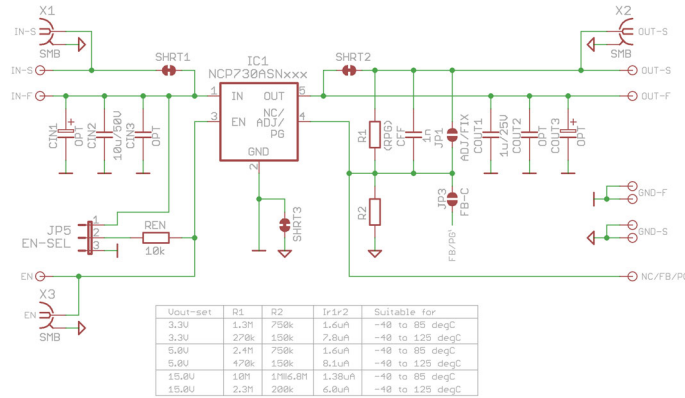 X1
IN-S
SMB
IN-S
SHRT1
IN-F
CIN1
OPT
CIN2
10u/50V
CIN3
OPT
IC1
NCP730ASNxxx
1
IN
OUT
5
3
EN
NC/
ADJ/
PG
4
GND
2
SHRT2
X2
OUT-S
SMB
OUT-S
OUT-F
R1
(RPG)
CFF
1n
JP1
ADJ/FIX
COUT1
1u/25V
COUT2
OPT
COUT3
OPT
R2
JP3
FB-C
FB/PG'
GND-F
GND-S
SHRT3
JP5
EN-SEL
1
2
3
REN
10k
EN
X3
EN
SMB
NC/FB/PG
Vout-set R1 R2 Ir1r2 Suitable for
3.3V 1.3M 750k 1.6uA -40 to 85 degC
3.3V 270k 150k 7.8uA -40 to 125 degC
5.0V 2.4M 750k 1.6uA -40 to 85 degC
5.0V 470k 150k 8.1uA -40 to 125 degC
15.0V 10M 1M||6.8M 1.38uA -40 to 85 degC
15.0V 2.3M 200k 6.0uA -40 to 125 degC